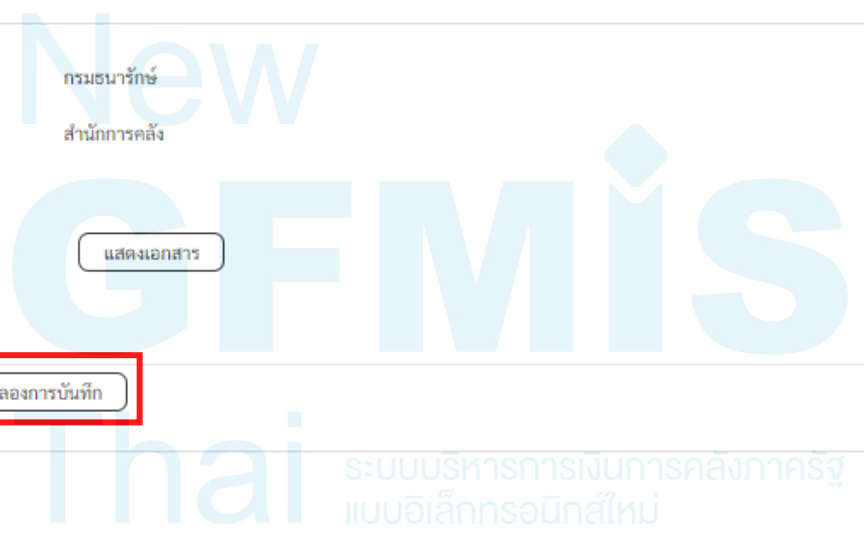 New
กรมธนารักษ์
สำนักการคลัง
GFMIS
แสดงเอกสาร
ลองการบันทึก
Thai
ระบบบริหารการเงินการคลังภาครัฐ
แบบอิเล็กทรอนิกส์ใหม่